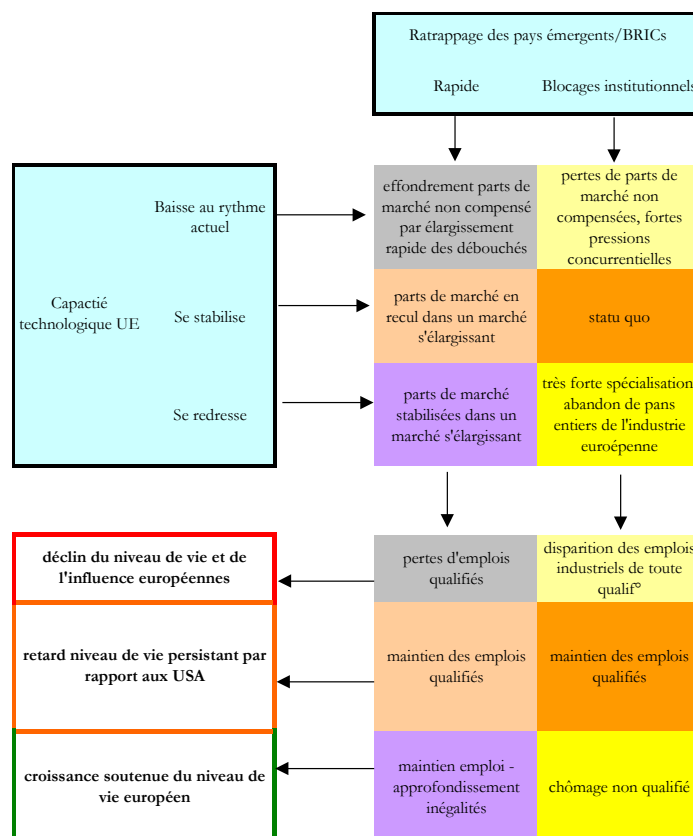 Ratrappage des pays émergents/BRICs
Rapide
Blocages institutionnels
Capactié
technologique UE
Baisse au rythme
actuel
effondrement parts de
marché non compensé
par élargissement
rapide des débouchés
pertes de parts de
marché non
compensées, fortes
pressions
concurrentielles
Se stabilise
parts de marché en
recul dans un marché
s'élargissant
statu quo
Se redresse
parts de marché
stabilisées dans un
marché s'élargissant
très forte spécialisation
abandon de pans
entiers de l'industrie
euroépenne
déclin du niveau de vie et de
l'influence européennes
pertes d'emplois
qualifiés
disparition des emplois
industriels de toute
qualif°
retard niveau de vie persistant par
rapport aux USA
maintien des emplois
qualifiés
maintien des emplois
qualifiés
croissance soutenue du niveau de
vie européen
maintien emploi -
approfondissement
inégalités
chômage non qualifié